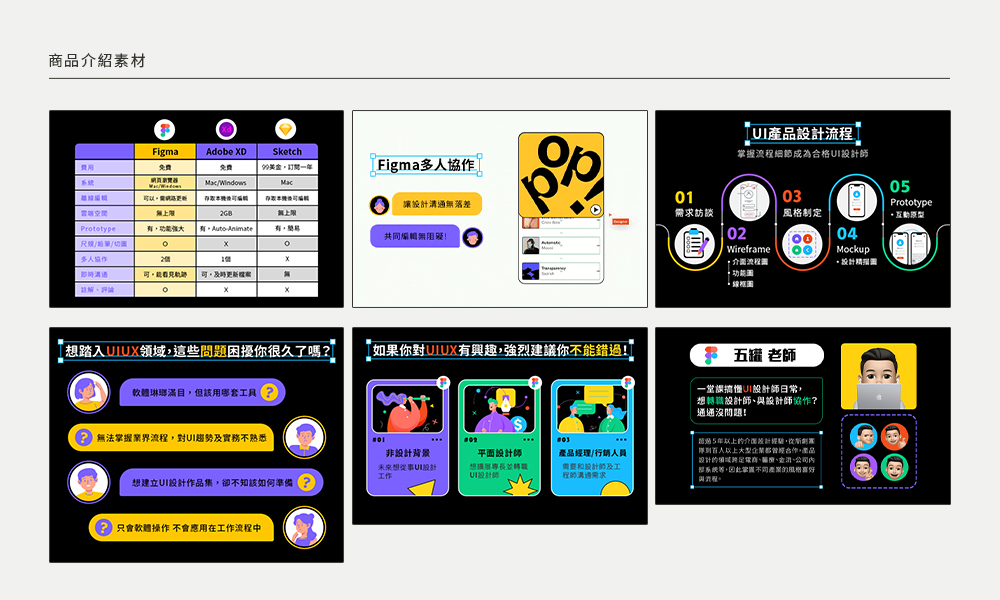 商品介紹素材
Figma
Adobe XD
Sketch
費用
免費
免費
99美金,訂閱一年
系統
網頁瀏覽器
Mac/Windows
Mac/Windows
Mac
離線編輯
可以,需網路更新
存取本機後可編輯
存取本機後可編輯
雲端空間
無上限
2GB
無上限
Prototype
有,功能強大
有,Auto-Animate
有,簡易
尺規/鉛筆/切圖
O
X
O
多人協作
2個
1個
X
即時溝通
可,能看見軌跡
可,及時更新檔案
無
註解、評論
O
X
X
Figma多人協作
讓設計溝通無落差
共同編輯無阻礙!
pop!
Automatic
Transparency
UI產品設計流程
掌握流程細節成為合格UI設計師
01
需求訪談
02
Wireframe
• 介面流程圖
• 功能圖
• 線框圖
03
風格制定
04
Mockup
• 設計精描圖
05
Prototype
• 互動原型
想踏入UIUX領域,這些問題困擾你很久了嗎?
軟體琳瑯滿目,但該用哪套工具 ?
? 無法掌握業界流程,對UI趨勢及實務不熟悉
想建立UI設計作品集,卻不知該如何準備 ?
? 只會軟體操作 不會應用在工作流程中
如果你對UIUX有興趣,強烈建議你不能錯過!
#01
非設計背景
未來想從事UI設計
工作
#02
平面設計師
想擴展專長並轉職
UI設計師
#03
產品經理/行銷人員
需要和設計師及工
程師溝通需求
五罐 老師
一堂課搞懂UI設計師日常,
想轉職設計師、與設計師協作?
通通沒問題!
超過5年以上的介面設計經驗,從新創團
隊到百人以上大型企業都曾經合作,產品
設計的領域跨足電商、醫療、金流、公司內
部系統等,因此掌握不同產業的風格喜好
與流程。